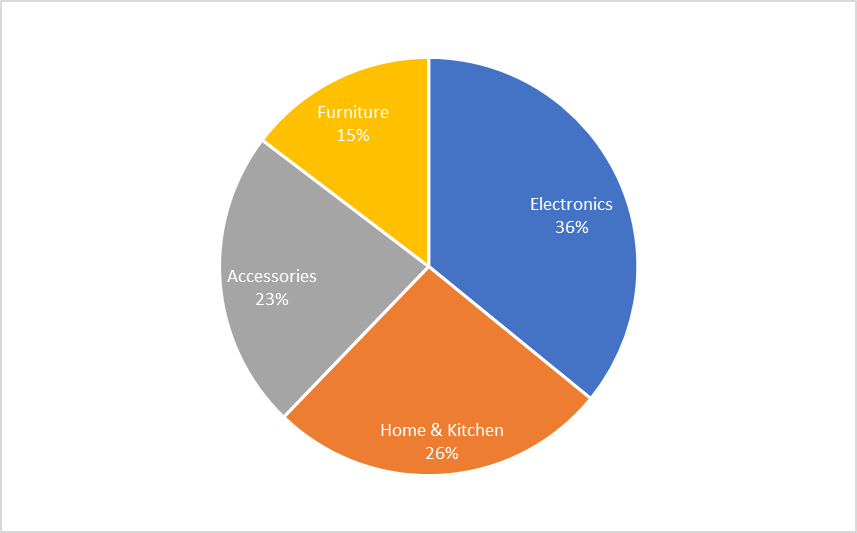 Furniture
15%
Electronics
36%
Accessories
23%
Home & Kitchen
26%